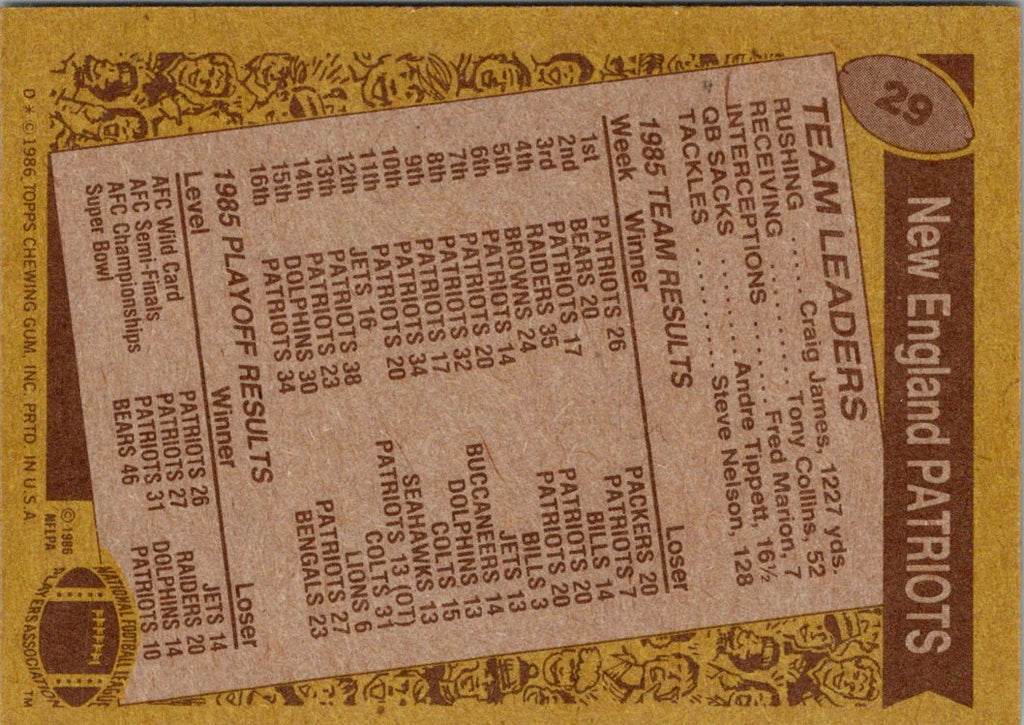 29
New England PATRIOTS
TEAM LEADERS
RUSHING ..... Craig James, 1227 yds.
RECEIVING .......... Tony Collins, 52
INTERCEPTIONS ..... Fred Marion, 7
QB SACKS .......... Andre Tippett, 16½
TACKLES .......... Steve Nelson, 128
1985 TEAM RESULTS
Week Winner Loser
1st PATRIOTS 26 PACKERS 20
2nd BEARS 20 PATRIOTS 7
3rd PATRIOTS 17 BILLS 14
4th RAIDERS 35 PATRIOTS 20
5th BROWNS 24 PATRIOTS 20
6th PATRIOTS 14 BILLS 3
7th PATRIOTS 20 JETS 13
8th PATRIOTS 32 BUCCANEERS 14
9th PATRIOTS 17 DOLPHINS 13
10th PATRIOTS 34 COLTS 15
11th PATRIOTS 20 SEAHAWKS 13
12th JETS 16 PATRIOTS 13 (OT)
13th PATRIOTS 38 COLTS 31
14th PATRIOTS 23 LIONS 6
15th DOLPHINS 30 PATRIOTS 27
16th PATRIOTS 34 BENGALS 23
1985 PLAYOFF RESULTS
Level Winner Loser
AFC Wild Card PATRIOTS 26 JETS 14
AFC Semi-Finals PATRIOTS 27 RAIDERS 20
AFC Championships PATRIOTS 31 DOLPHINS 14
Super Bowl BEARS 46 PATRIOTS 10
©1986
NFLPA
NATIONAL FOOTBALL LEAGUE
PLAYERS ASSOCIATION
TM
D * © 1986 TOPPS CHEWING GUM, INC. PRTD. IN U.S.A.